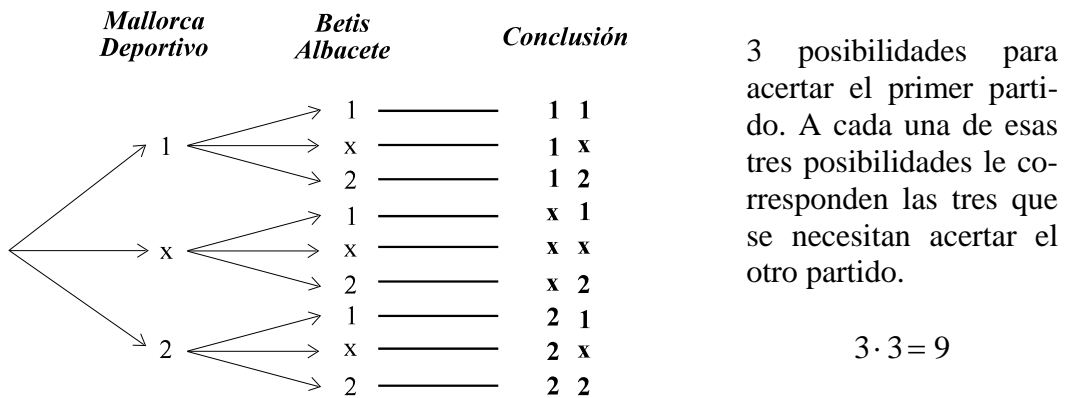 Mallorca
Deportivo
Betis
Albacete
Conclusión
1
1
1 1
x
1 x
2
1 2
x
1
x 1
x
x x
2
x 2
2
1
2 1
x
2 x
2
2 2
3 posibilidades para
acertar el primer parti-
do. A cada una de esas
tres posibilidades le co-
rresponden las tres que
se necesitan acertar el
otro partido.
3 · 3 = 9